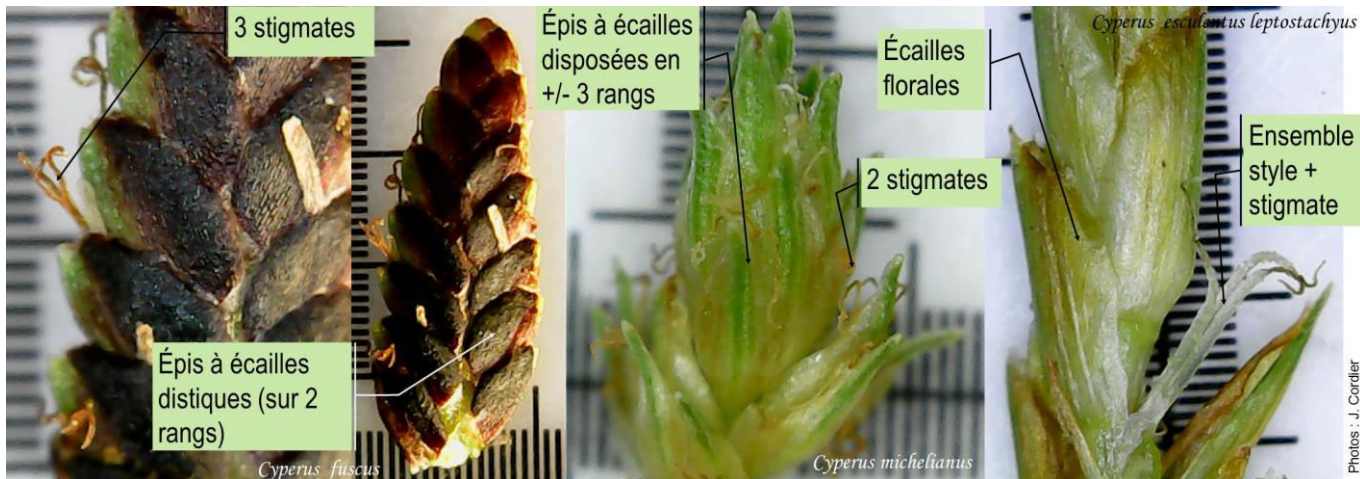 3 stigmates
Épis à écailles
distiques (sur 2
rangs)
Cyperus fuscus
Épis à écailles
disposées en
+/- 3 rangs
2 stigmates
Cyperus michelianus
Cyperus esculentus leptostachyus
Écailles
florales
Ensemble
style +
stigmate
Photos : J. Cordier